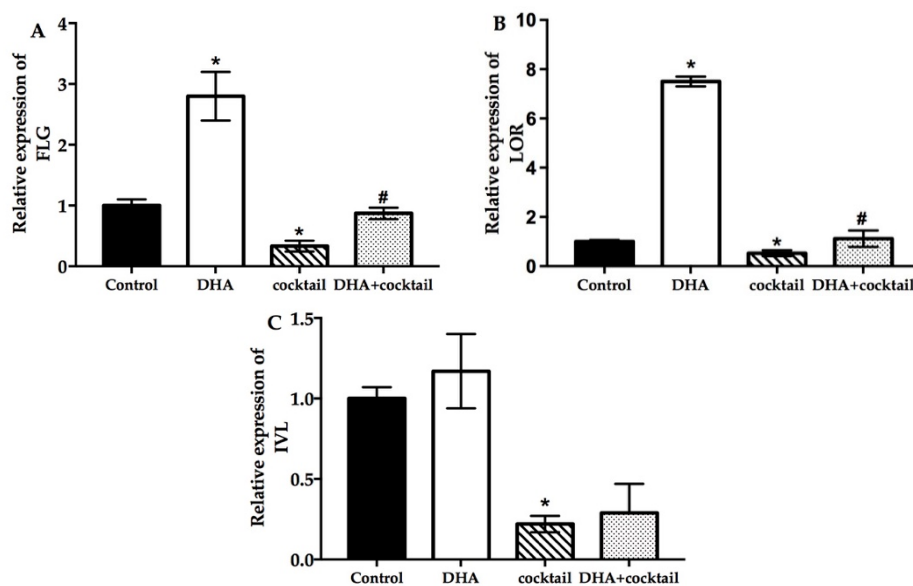 A
Relative expression of
FLG
4
3
2
1
0
*
*
#
Control
DHA
cocktail
DHA+cocktail
B
Relative expression of
LOR
10
8
6
4
2
0
*
*
#
Control
DHA
cocktail
DHA+cocktail
C
Relative expression of
IVL
1.5
1.0
0.5
0.0
*
Control
DHA
cocktail
DHA+cocktail